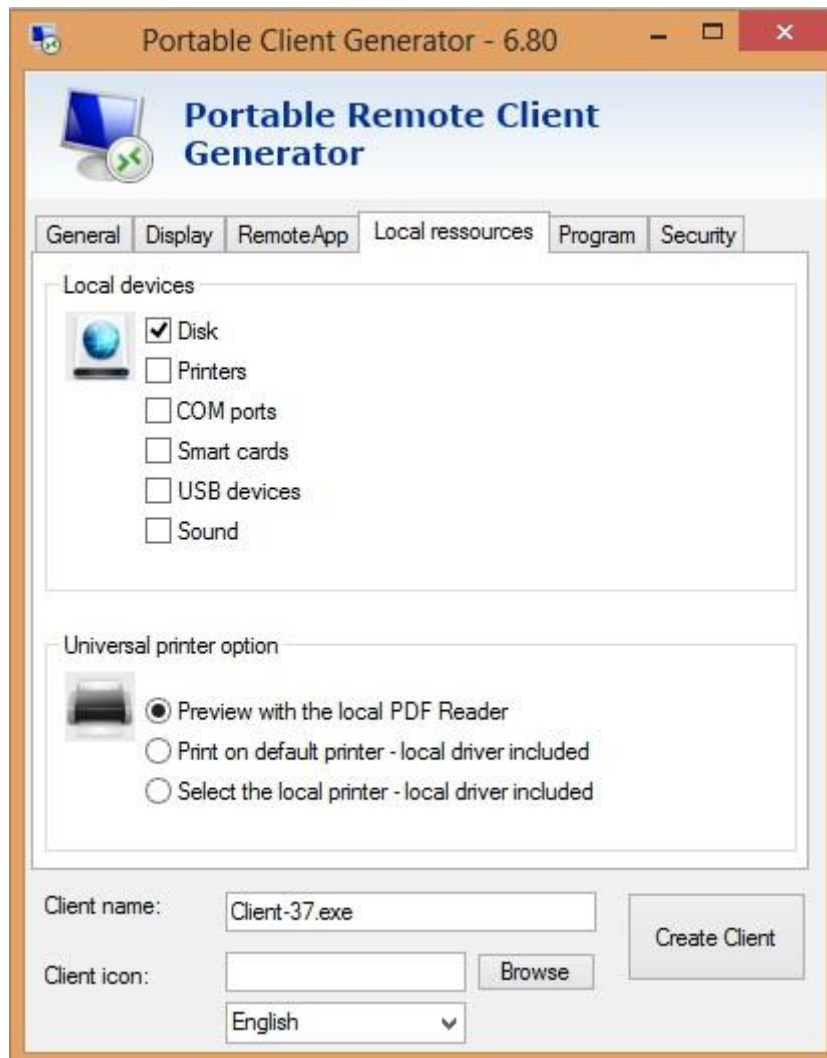 Portable Client Generator - 6.80
Portable Remote Client
Generator
General Display RemoteApp Local ressources Program Security
Local devices
Disk
Printers
COM ports
Smart cards
USB devices
Sound
Universal printer option
Preview with the local PDF Reader
Print on default printer - local driver included
Select the local printer - local driver included
Client name: Client-37.exe
Create Client
Client icon: Browse
English